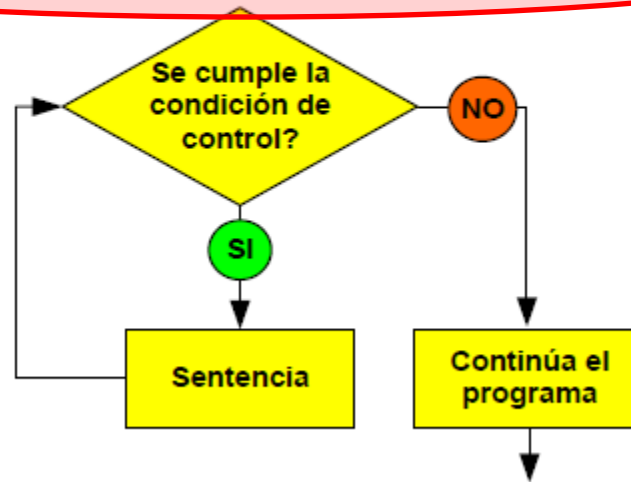 Se cumple la
condición de
control?
NO
SI
Sentencia
Continúa el
programa